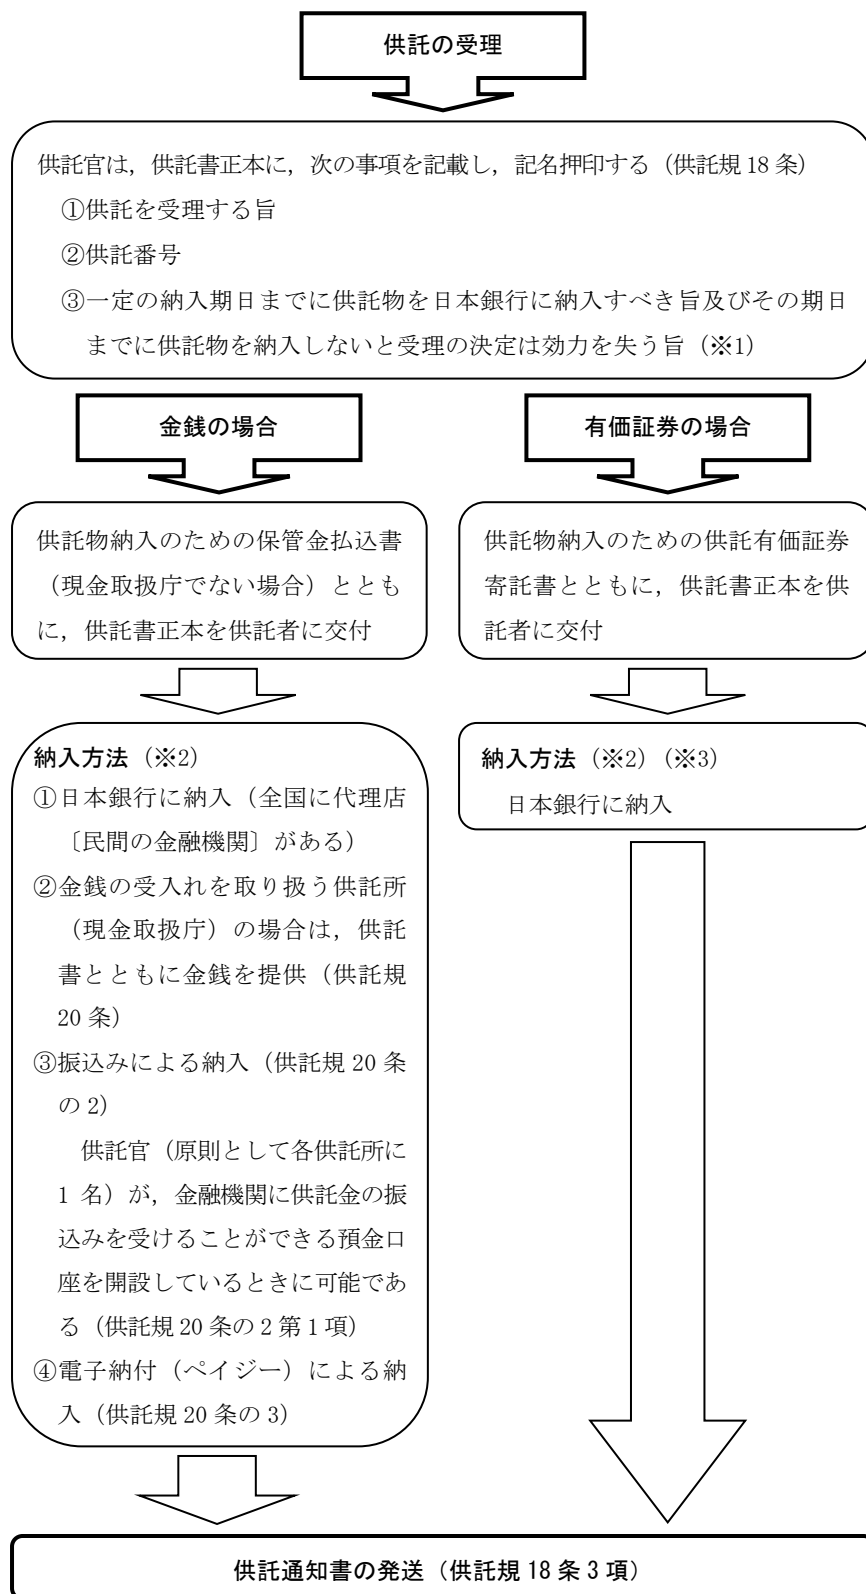 供託の受理
供託官は，供託書正本に，次の事項を記載し，記名押印する（供託規 18 条）
①供託を受理する旨
②供託番号
③一定の納入期日までに供託物を日本銀行に納入すべき旨及びその期日
までに供託物を納入しないと受理の決定は効力を失う旨（※1）
金銭の場合
供託物納入のための保管金払込書
（現金取扱庁でない場合）ととも
に，供託書正本を供託者に交付
納入方法（※2）
①日本銀行に納入（全国に代理店
〔民間の金融機関〕がある）
②金銭の受入れを取り扱う供託所
（現金取扱庁）の場合は，供託
書とともに金銭を提供（供託規
20 条）
③振込みによる納入（供託規 20 条
の 2）
供託官（原則として各供託所に
1 名）が，金融機関に供託金の振
込みを受けることができる預金口
座を開設しているときに可能であ
る（供託規 20 条の 2 第 1 項）
④電子納付（ペイジー）による納
入（供託規 20 条の 3）
有価証券の場合
供託物納入のための供託有価証券
寄託書とともに，供託書正本を供
託者に交付
納入方法（※2）（※3）
日本銀行に納入
供託通知書の発送（供託規 18 条 3 項）